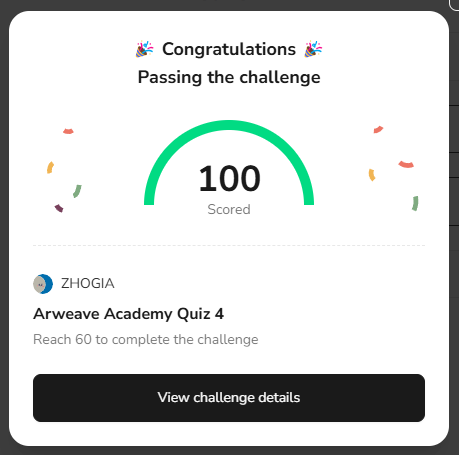 🎉 Congratulations 🎉
Passing the challenge
100
Scored
ZHOGIA
Arweave Academy Quiz 4
Reach 60 to complete the challenge
View challenge details